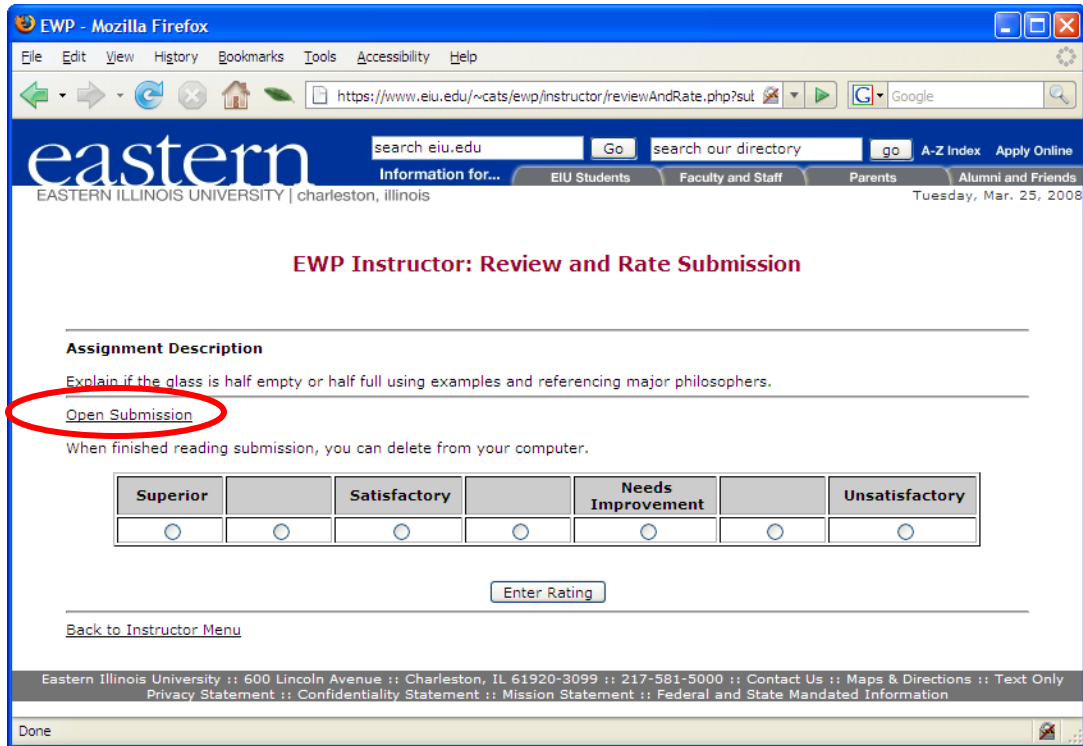 EWP - Mozilla Firefox
File Edit View History Bookmarks Tools Accessibility Help
https://www.eiu.edu/~cats/ewp/instructor/reviewAndRate.php?sut G Google
eastern
search eiu.edu Go search our directory go A-Z Index Apply Online
Information for... EIU Students Faculty and Staff Parents Alumni and Friends
EASTERN ILLINOIS UNIVERSITY | charleston, illinois Tuesday, Mar. 25, 2008
EWP Instructor: Review and Rate Submission
Assignment Description
Explain if the glass is half empty or half full using examples and referencing major philosophers.
Open Submission
When finished reading submission, you can delete from your computer.
Superior Satisfactory Needs Improvement Unsatisfactory
Enter Rating
Back to Instructor Menu
Eastern Illinois University :: 600 Lincoln Avenue :: Charleston, IL 61920-3099 :: 217-581-5000 :: Contact Us :: Maps & Directions :: Text Only
Privacy Statement :: Confidentiality Statement :: Mission Statement :: Federal and State Mandated Information
Done